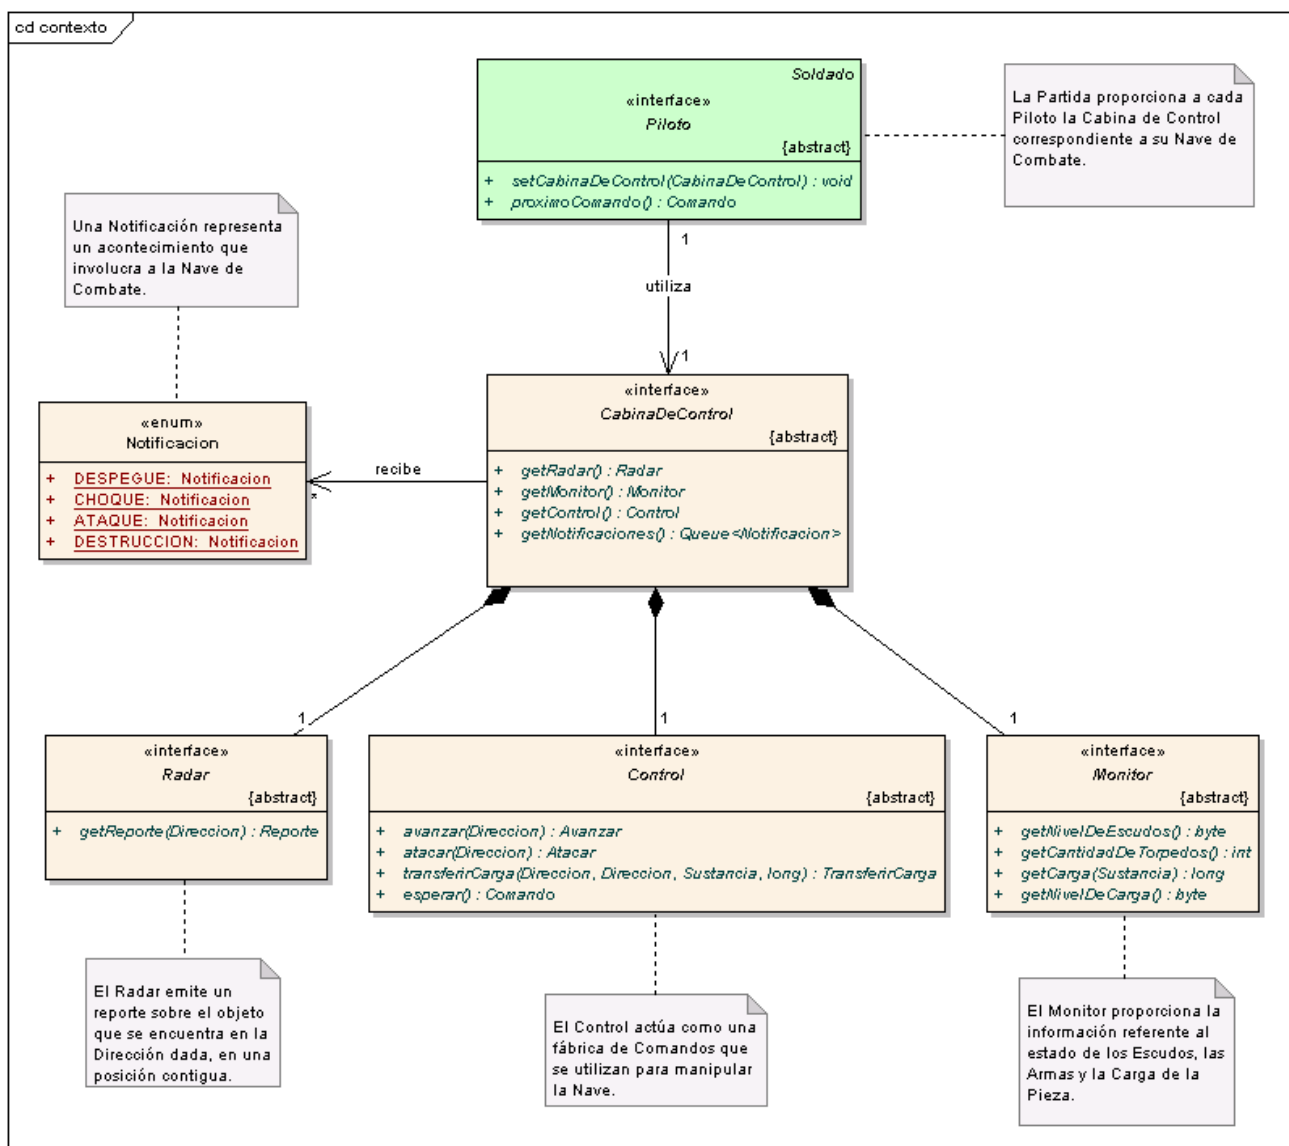 cd contexto
Soldado
«interface»
Piloto
{abstract}
+ setCabinaDeControl(CabinaDeControl) : void
+ proximoComando() : Comando
La Partida proporciona a cada
Piloto la Cabina de Control
correspondiente a su Nave de
Combate.
Una Notificación representa
un acontecimiento que
involucra a la Nave de
Combate.
1
utiliza
1
«enum»
Notificacion
+ DESPEGUE: Notificacion
+ CHOQUE: Notificacion
+ ATAQUE: Notificacion
+ DESTRUCCION: Notificacion
recibe
*
«interface»
CabinaDeControl
{abstract}
+ getRadar() : Radar
+ getMonitor() : Monitor
+ getControl() : Control
+ getNotificaciones() : Queue<Notificacion>
1
1
1
«interface»
Radar
{abstract}
+ getReporte(Direccion) : Reporte
«interface»
Control
{abstract}
+ avanzar(Direccion) : Avanzar
+ atacar(Direccion) : Atacar
+ transferirCarga(Direccion, Direccion, Sustancia, long) : TransferirCarga
+ esperar() : Comando
«interface»
Monitor
{abstract}
+ getNivelDeEscudos() : byte
+ getCantidadDeTorpedos() : int
+ getCarga(Sustancia) : long
+ getNivelDeCarga() : byte
El Radar emite un
reporte sobre el objeto
que se encuentra en la
Dirección dada, en una
posición contigua.
El Control actúa como una
fábrica de Comandos que
se utilizan para manipular
la Nave.
El Monitor proporciona la
información referente al
estado de los Escudos, las
Armas y la Carga de la
Pieza.